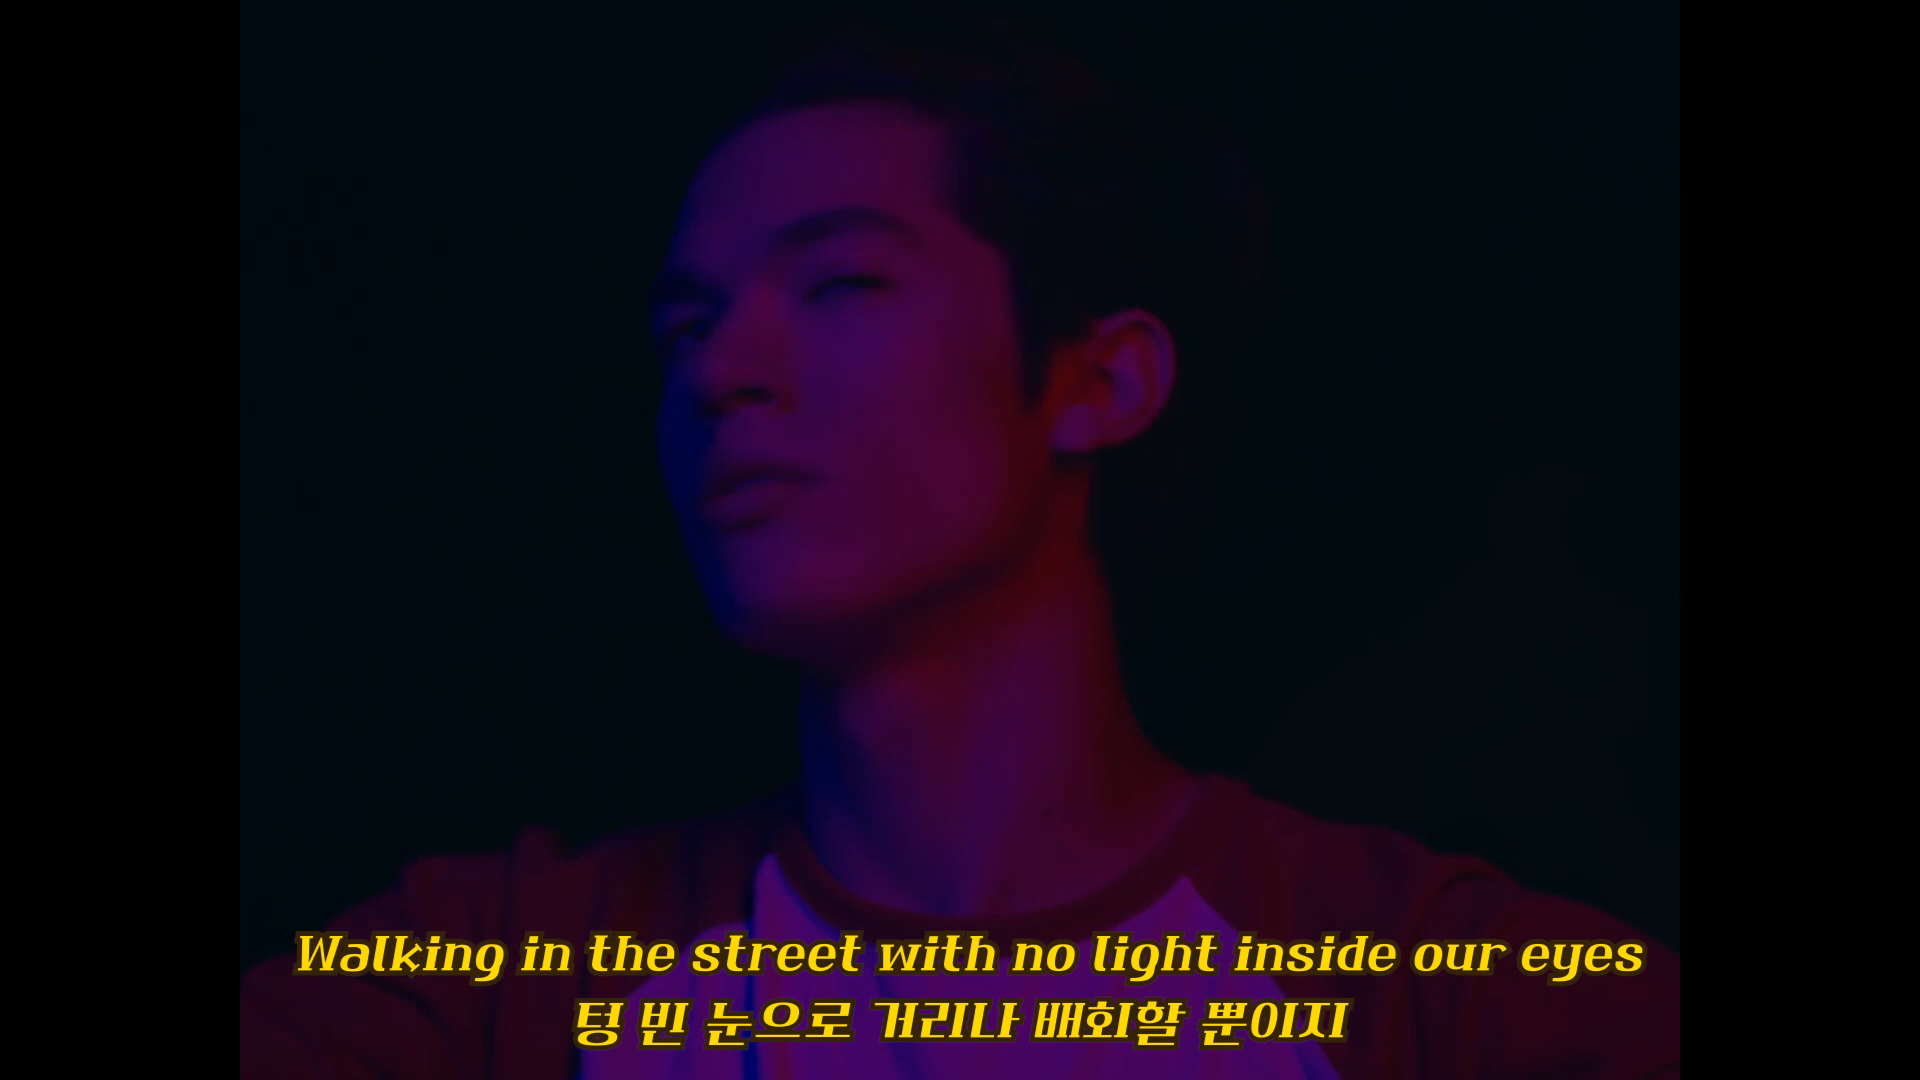 Walking in the street with no light inside our eyes
텅 빈 눈으로 거리나 배회할 뿐이지